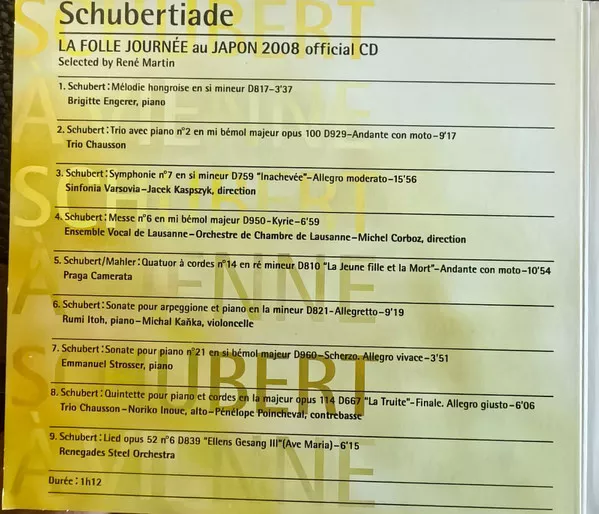 Schubertiade
LA FOLLE JOURNÉE au JAPON 2008 official CD
Selected by René Martin
1. Schubert:Mélodie hongroise en si mineur D817-3'37
Brigitte Engerer, piano
2. Schubert:Trio avec piano n°2 en mi bémol majeur opus 100 D929-Andante con moto-9'17
Trio Chausson
3. Schubert:Symphonie n°7 en si mineur D759 "Inachevée"-Allegro moderato-15'56
Sinfonia Varsovia-Jacek Kaspszyk, direction
4. Schubert:Messe n°6 en mi bémol majeur D950-Kyrie-6'59
Ensemble Vocal de Lausanne-Orchestre de Chambre de Lausanne-Michel Corboz, direction
5. Schubert/Mahler:Quatuor à cordes n°14 en ré mineur D810 "La Jeune fille et la Mort"-Andante con moto-10'54
Praga Camerata
6. Schubert:Sonate pour arpeggione et piano en la mineur D821-Allegretto-9'19
Rumi Itoh, piano-Michal Kaňka, violoncelle
7. Schubert:Sonate pour piano n°21 en si bémol majeur D960-Scherzo. Allegro vivace-3'51
Emmanuel Strosser, piano
8. Schubert:Quintette pour piano et cordes en la majeur opus 114 D667 "La Truite"-Finale. Allegro giusto-6'06
Trio Chausson-Noriko Inoue, alto-Pénélope Poincheval, contrebasse
9. Schubert:Lied opus 52 n°6 D839 "Ellens Gesang III"(Ave Maria)-6'15
Renegades Steel Orchestra
Durée:1h12
SCHUBERT
À VIENNE
SCHUBERT
À VIENNE
SCHUBERT
À VIENNE